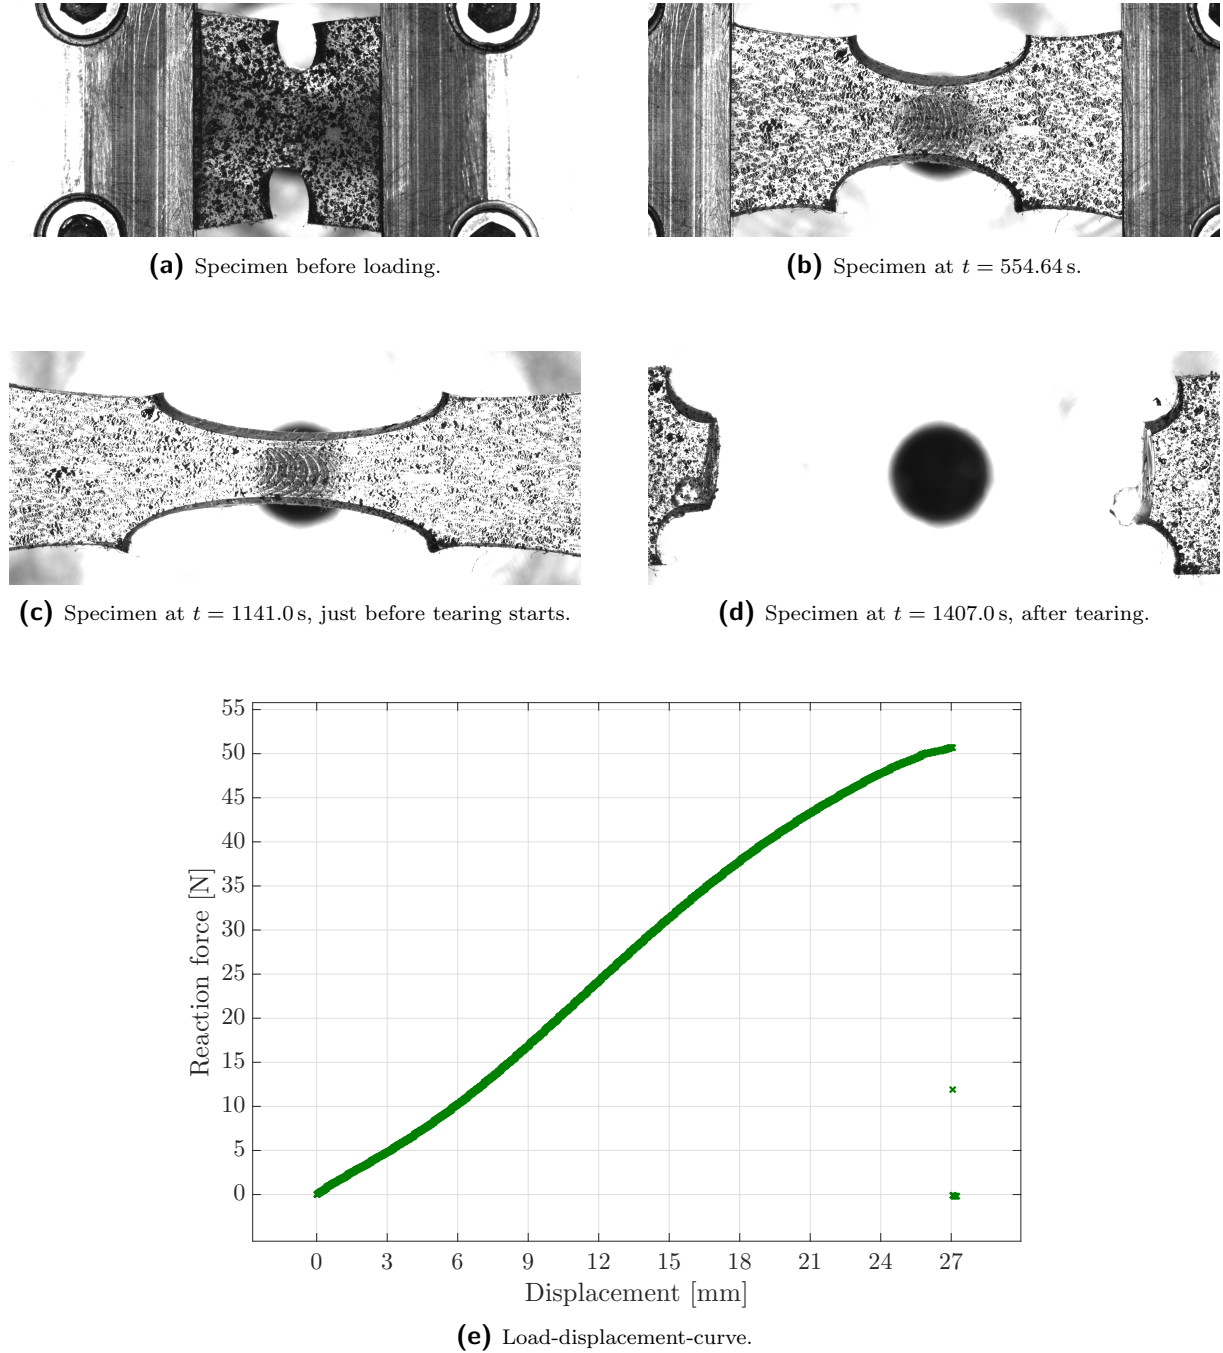 (a) Specimen before loading.
(b) Specimen at t = 554.64 s.
(c) Specimen at t = 1141.0 s, just before tearing starts.
(d) Specimen at t = 1407.0 s, after tearing.
55
50
45
40
35
30
25
20
15
10
5
0
Reaction force [N]
0 3 6 9 12 15 18 21 24 27
Displacement [mm]
(e) Load-displacement-curve.